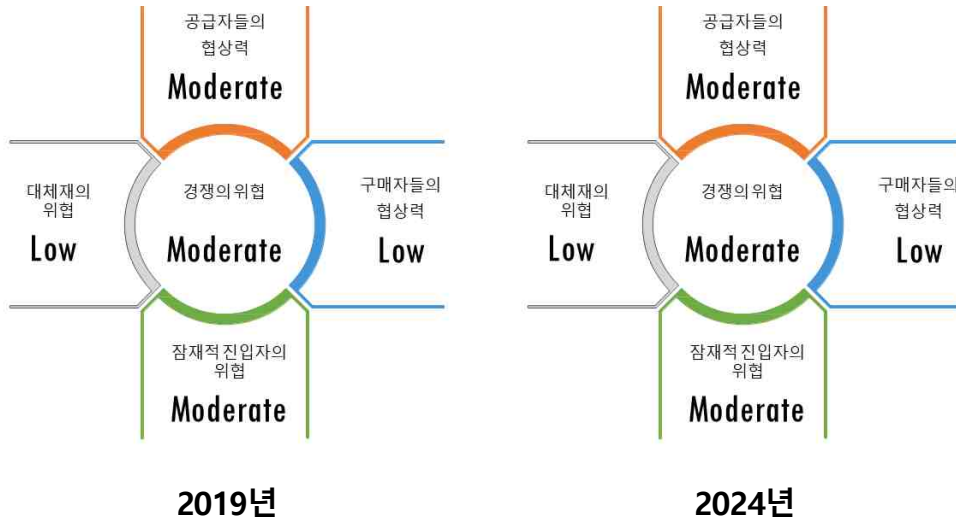 공급자들의
협상력
Moderate
대체재의
위협
Low
경쟁의 위협
Moderate
구매자들의
협상력
Low
잠재적 진입자의
위협
Moderate
2019년
공급자들의
협상력
Moderate
대체재의
위협
Low
경쟁의 위협
Moderate
구매자들의
협상력
Low
잠재적 진입자의
위협
Moderate
2024년